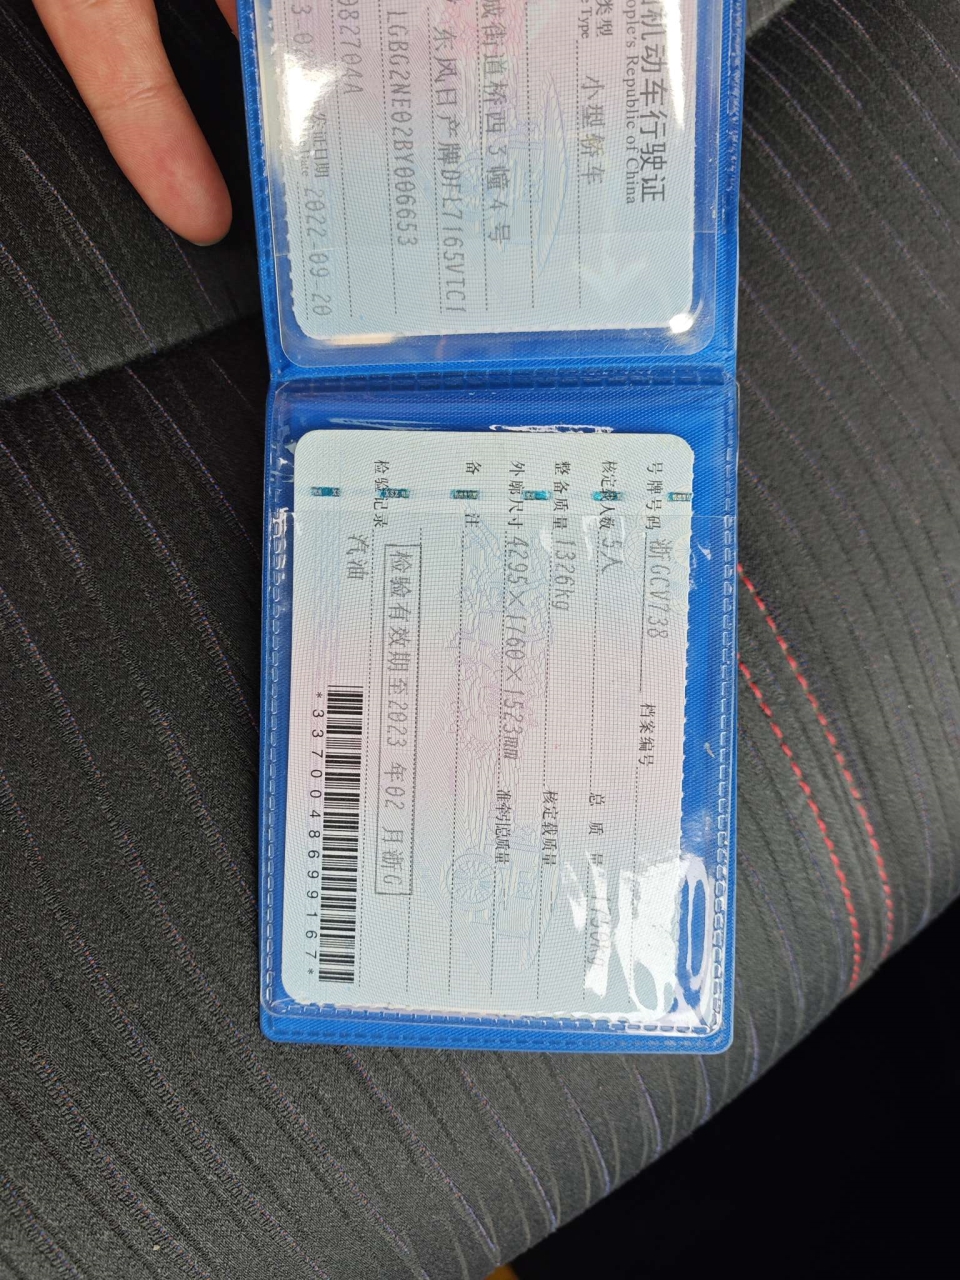 机动车行驶证
ople's Republic of China
类型 小型轿车
e Type
城街道桥西3幢4号
东风日产牌DFL7165VIC1
LGBG2NE02BY006653
082704A
发证日期 2022-09-20
号牌号码 浙GCV738 档案编号
核定载人数 5人 总质量
整备质量 1326kg 核定载质量
外廓尺寸 4295×1760×1523mm 准牵引总质量 --
备注
检验有效期至2023年02月浙G
检验记录 汽油
*3370048699167*